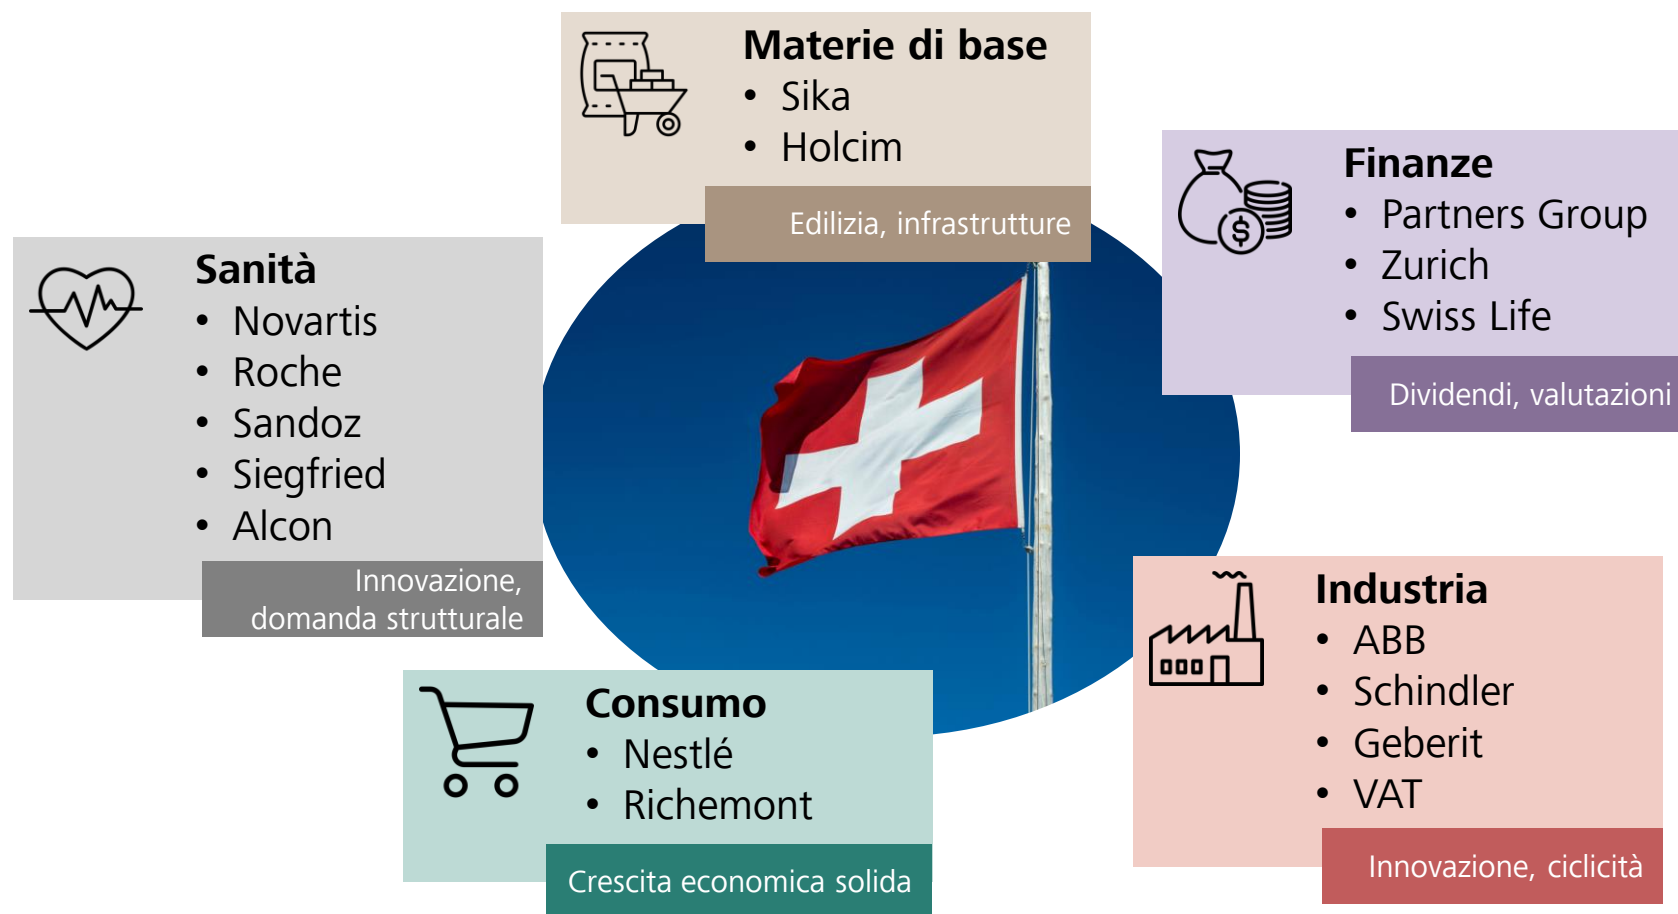 Materie di base
• Sika
• Holcim
Edilizia, infrastrutture
Finanze
• Partners Group
• Zurich
• Swiss Life
Dividendi, valutazioni
Sanità
• Novartis
• Roche
• Sandoz
• Siegfried
• Alcon
Innovazione,
domanda strutturale
Industria
• ABB
• Schindler
• Geberit
• VAT
Innovazione, ciclicità
Consumo
• Nestlé
• Richemont
Crescita economica solida
$